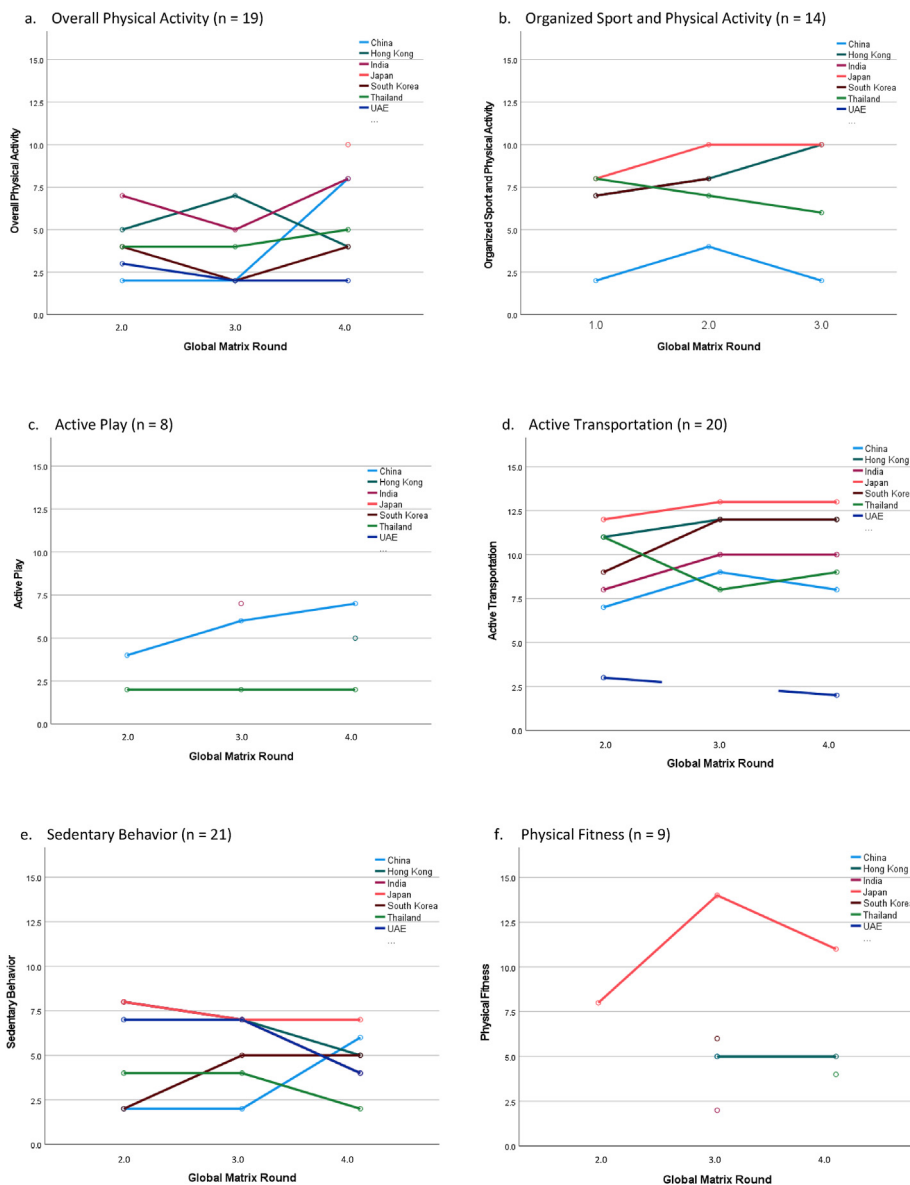 a. Overall Physical Activity (n = 19)
China
Hong Kong
India
Japan
South Korea
Thailand
UAE
...
15.0
12.5
10.0
7.5
5.0
2.5
0.0
Overall Physical Activity
2.0 3.0 4.0
Global Matrix Round
b. Organized Sport and Physical Activity (n = 14)
China
Hong Kong
India
Japan
South Korea
Thailand
UAE
...
15.0
12.5
10.0
7.5
5.0
2.5
0.0
Organized Sport and Physical Activity
1.0 2.0 3.0
Global Matrix Round
c. Active Play (n = 8)
China
Hong Kong
India
Japan
South Korea
Thailand
UAE
...
15.0
12.5
10.0
7.5
5.0
2.5
0.0
Active Play
2.0 3.0 4.0
Global Matrix Round
d. Active Transportation (n = 20)
China
Hong Kong
India
Japan
South Kore
Thailand
UAE
...
15.0
12.5
10.0
7.5
5.0
2.5
0.0
Active Transportation
2.0 3.0 4.0
Global Matrix Round
e. Sedentary Behavior (n = 21)
China
Hong Kong
India
Japan
South Korea
Thailand
UAE
...
15.0
12.5
10.0
7.5
5.0
2.5
0.0
Sedentary Behavior
2.0 3.0 4.0
Global Matrix Round
f. Physical Fitness (n = 9)
China
Hong Kong
India
Japan
South Kore
Thailand
UAE
...
15.0
12.5
10.0
7.5
5.0
2.5
0.0
Physical Fitness
2.0 3.0 4.0
Global Matrix Round